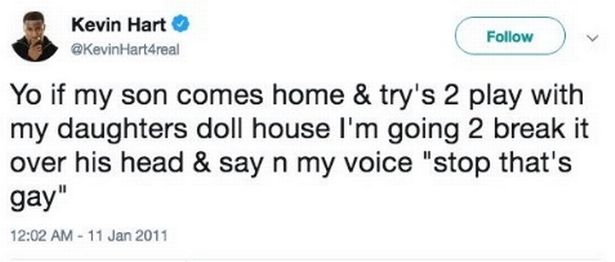 Kevin Hart
@KevinHart4real
Follow
Yo if my son comes home & try's 2 play with
my daughters doll house I'm going 2 break it
over his head & say n my voice "stop that's
gay"
12:02 AM - 11 Jan 2011